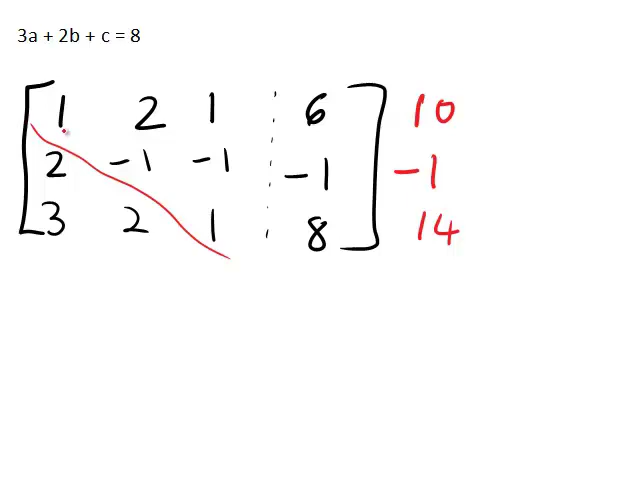 3a + 2b + c = 8
1 2 1 6 10
2 -1 -1 -1 -1
3 2 1 8 14